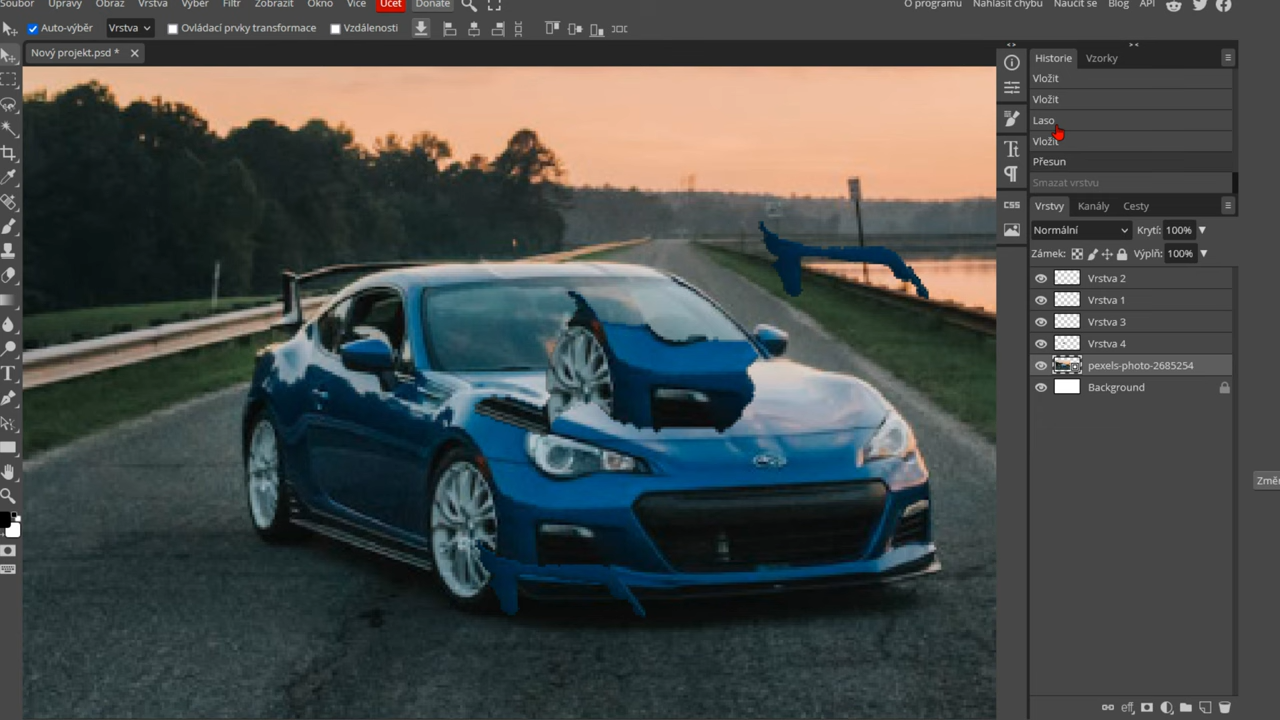 Soubor Úpravy Obraz Vrstva Výběr Filtr Zobrazit Okno Více Účet Donate O programu Nahlásit chybu Naučit se Blog API
Auto-výběr Vrstva Ovládací prvky transformace Vzdálenosti
Nový projekt.psd *
Historie Vzorky
Vložit
Vložit
Laso
Vložit
Přesun
Smazat vrstvu
CSS
Vrstvy Kanály Cesty
Normální Krytí: 100%
Zámek: Výplň: 100%
Vrstva 2
Vrstva 1
Vrstva 3
Vrstva 4
pexels-photo-2685254
Background
Změ
eff